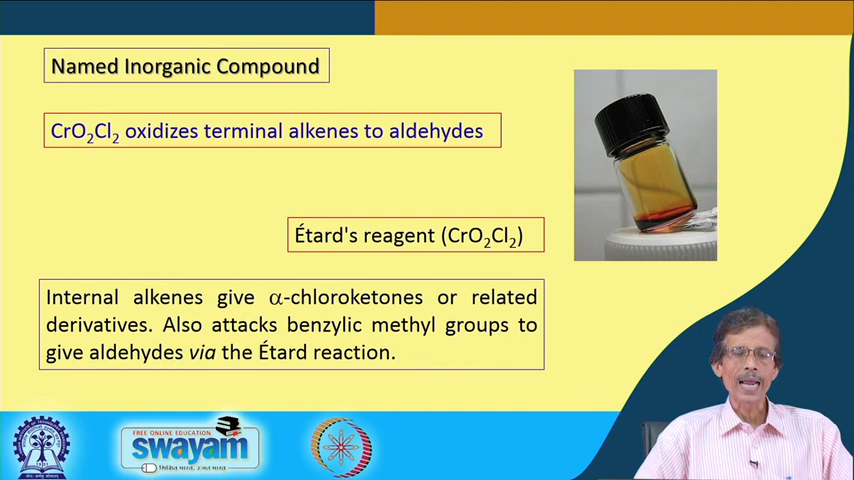 Named Inorganic Compound
CrO₂Cl₂ oxidizes terminal alkenes to aldehydes
Étard's reagent (CrO₂Cl₂)
Internal alkenes give α-chloroketones or related
derivatives. Also attacks benzylic methyl groups to
give aldehydes via the Étard reaction.
FREE ONLINE EDUCATION
swayam